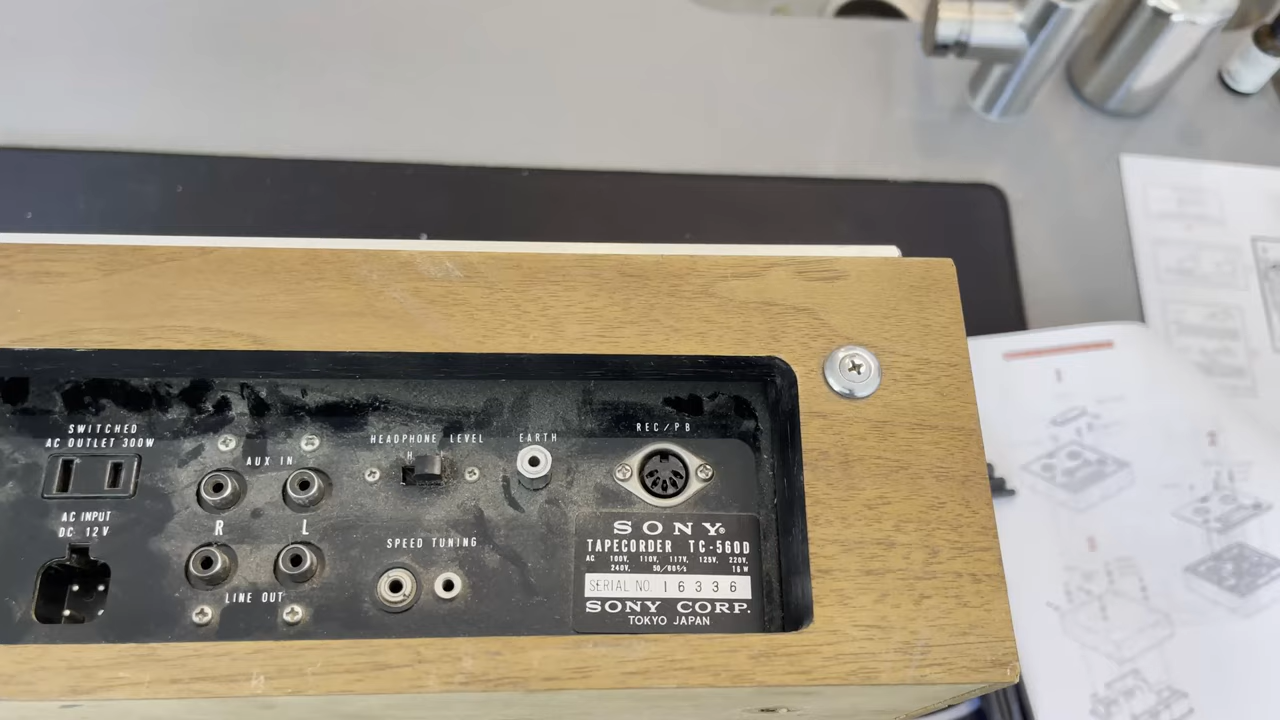 SWITCHED
AC OUTLET 300W
AC INPUT
DC 12V
AUX IN
R L
LINE OUT
HEADPHONE LEVEL
H
SPEED TUNING
EARTH
REC/PB
SONY®
TAPECORDER TC-560D
AC 100V, 110V, 117V, 125V, 220V,
240V, 50/60% 16W
SERIAL NO. 16336
SONY CORP.
TOKYO JAPAN